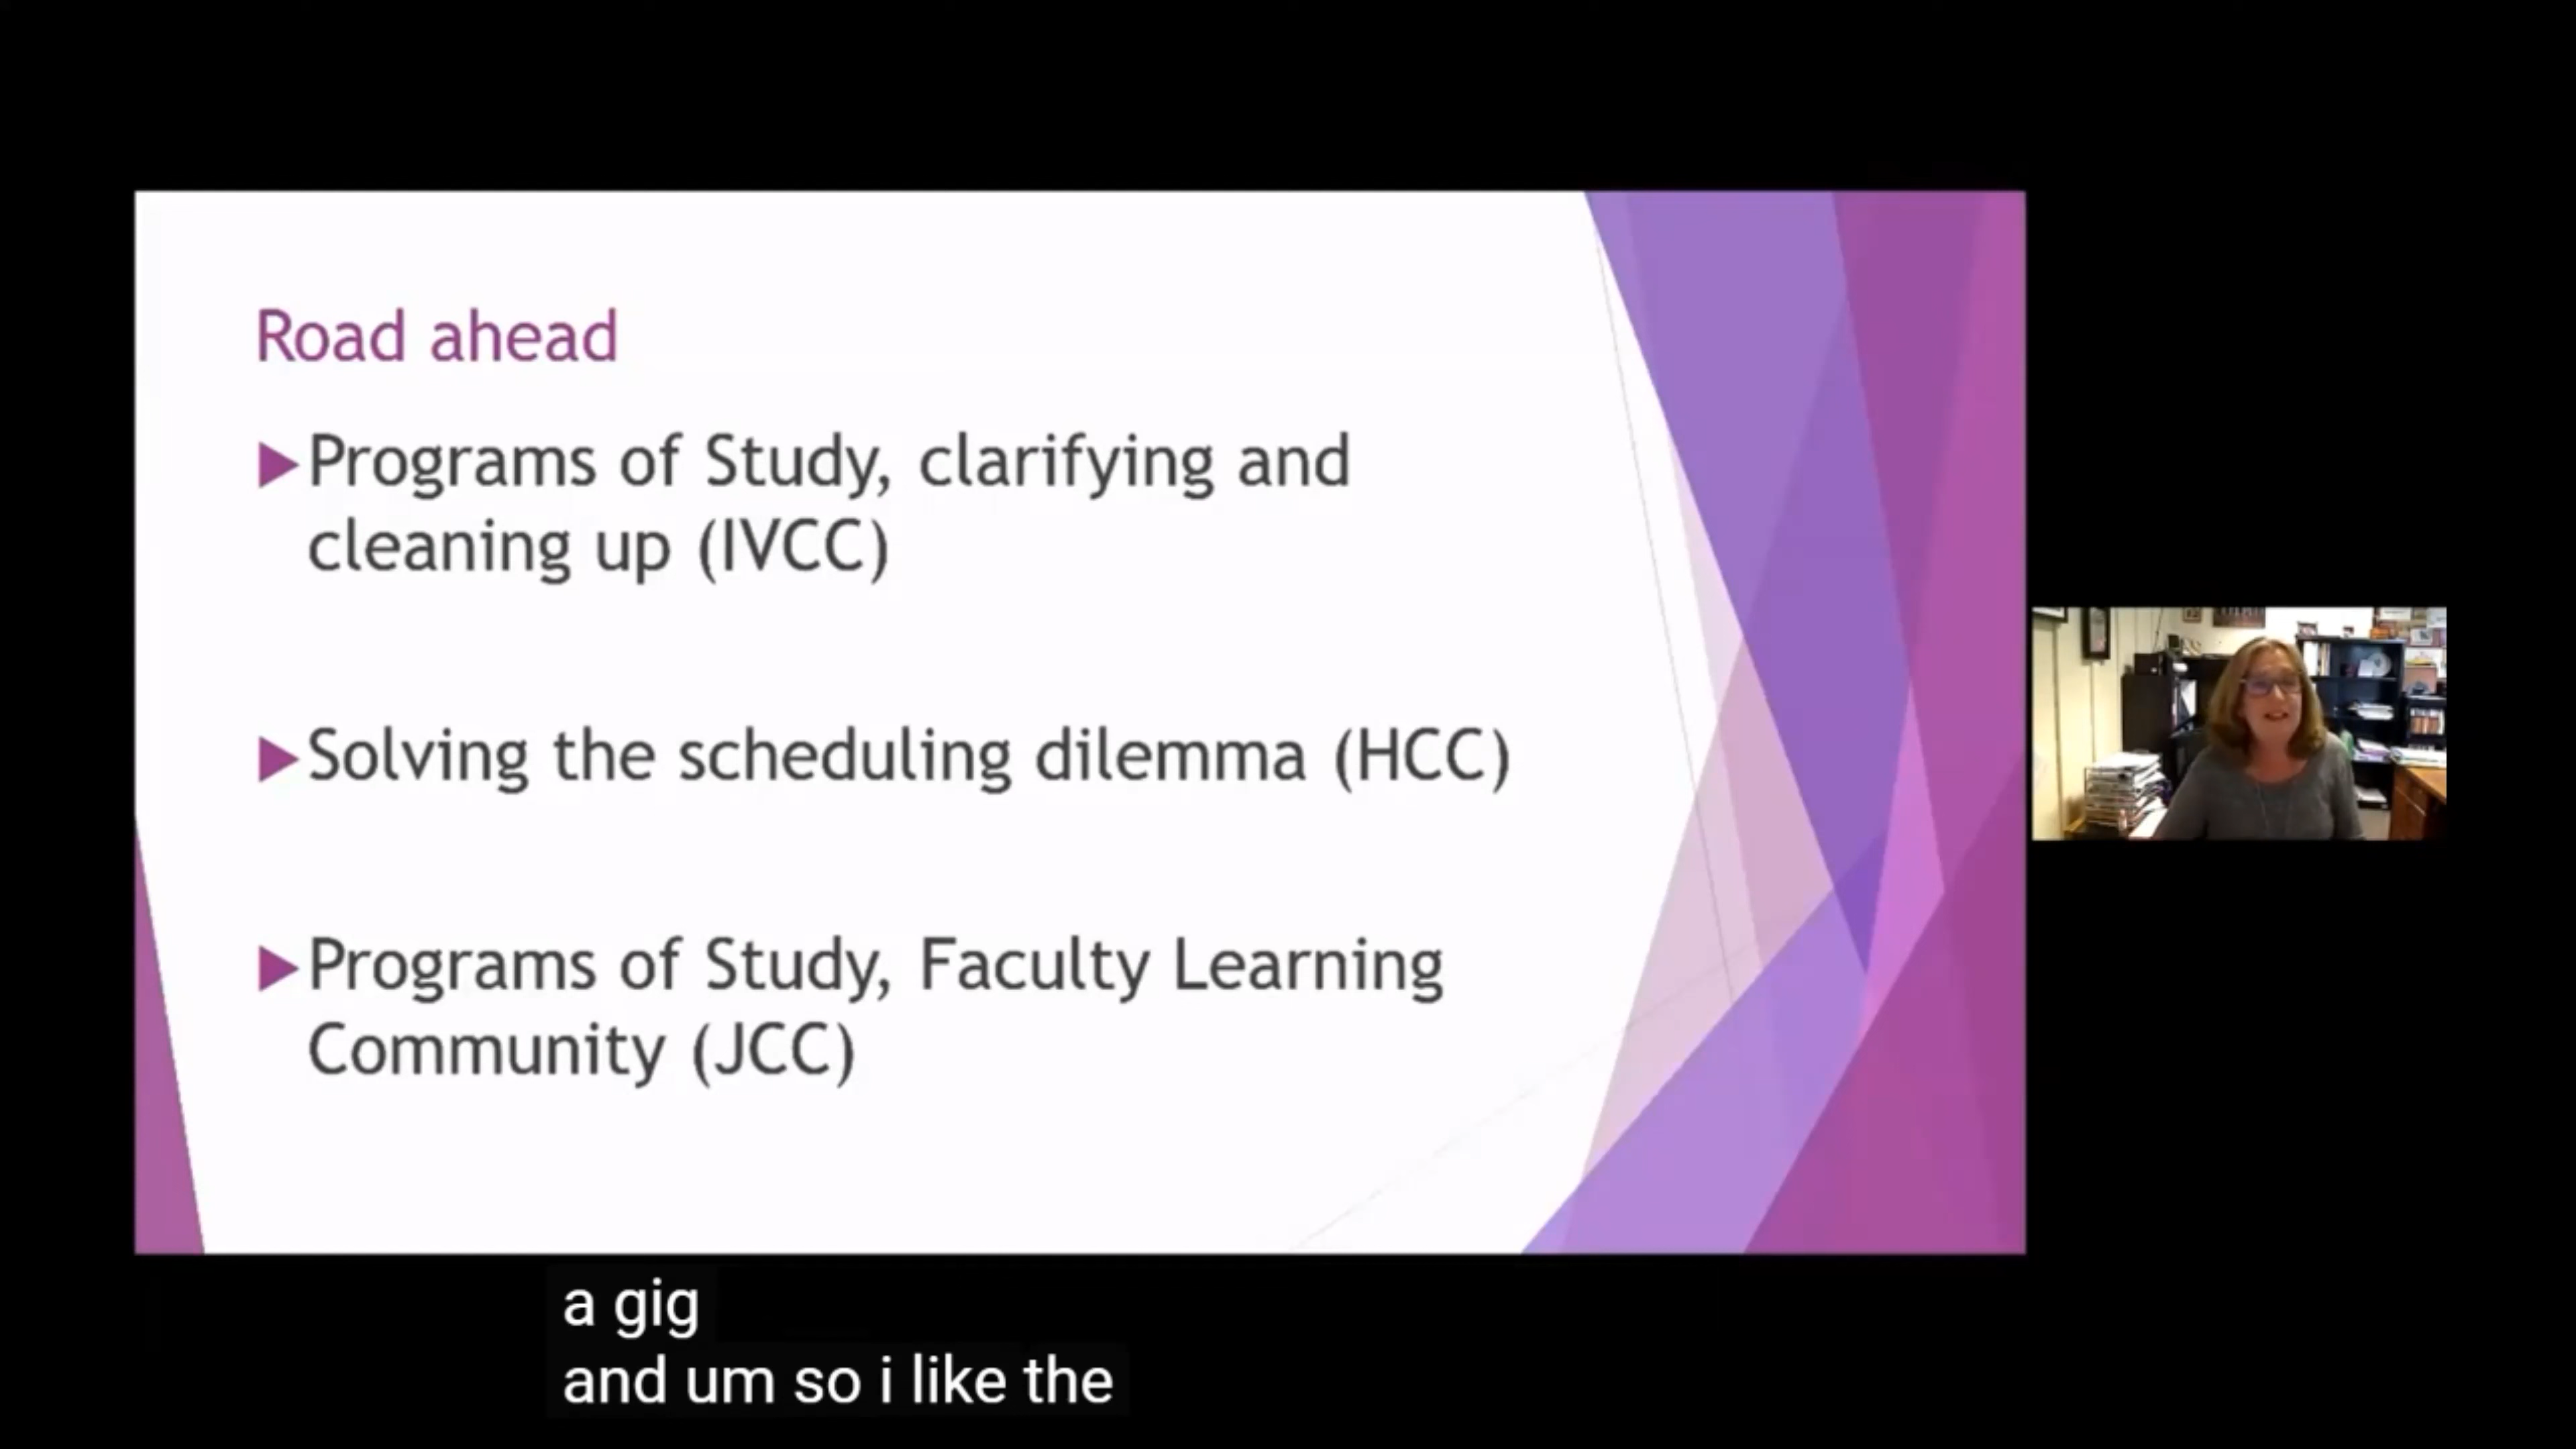 Road ahead
Programs of Study, clarifying and
cleaning up (IVCC)
Solving the scheduling dilemma (HCC)
Programs of Study, Faculty Learning
Community (JCC)
a gig
and um so i like the